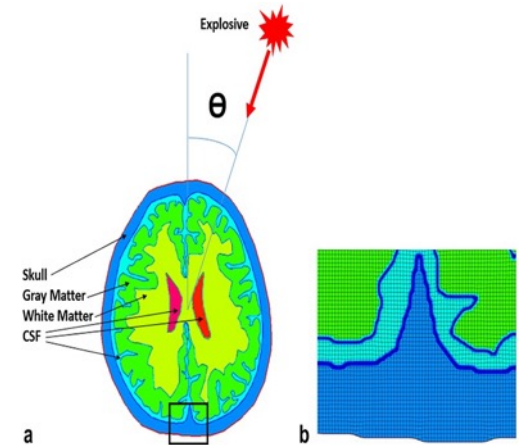 Explosive
θ
Skull
Gray Matter
White Matter
CSF
a
b